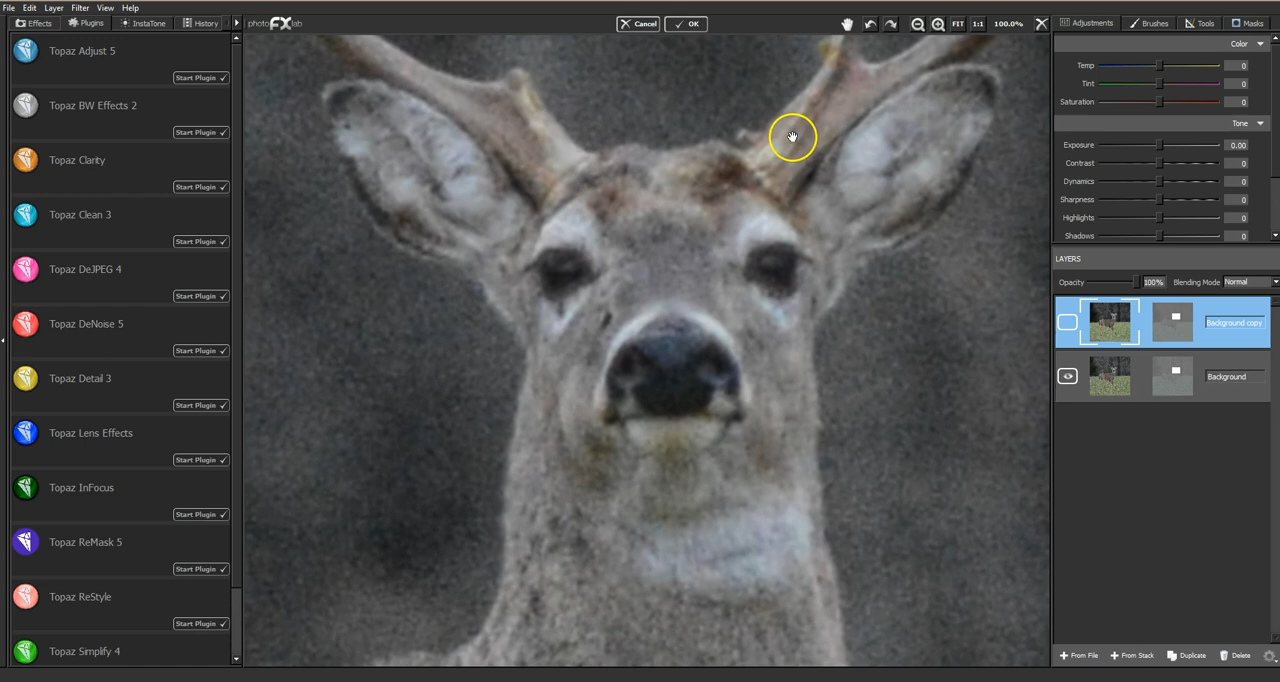 File Edit Layer Filter View Help
Effects Plugins InstaTone History
photo FX lab Cancel OK FIT 1:1 100.0%
Adjustments Brushes Tools Masks
Topaz Adjust 5
Start Plugin
Topaz BW Effects 2
Start Plugin
Topaz Clarity
Start Plugin
Topaz Clean 3
Start Plugin
Topaz DeJPEG 4
Start Plugin
Topaz DeNoise 5
Start Plugin
Topaz Detail 3
Start Plugin
Topaz Lens Effects
Start Plugin
Topaz InFocus
Start Plugin
Topaz ReMask 5
Start Plugin
Topaz ReStyle
Start Plugin
Topaz Simplify 4
Color
Temp 0
Tint 0
Saturation 0
Tone
Exposure 0.00
Contrast 0
Dynamics 0
Sharpness 0
Highlights 0
Shadows 0
LAYERS
Opacity 100% Blending Mode Normal
Background copy
Background
From File From Stack Duplicate Delete